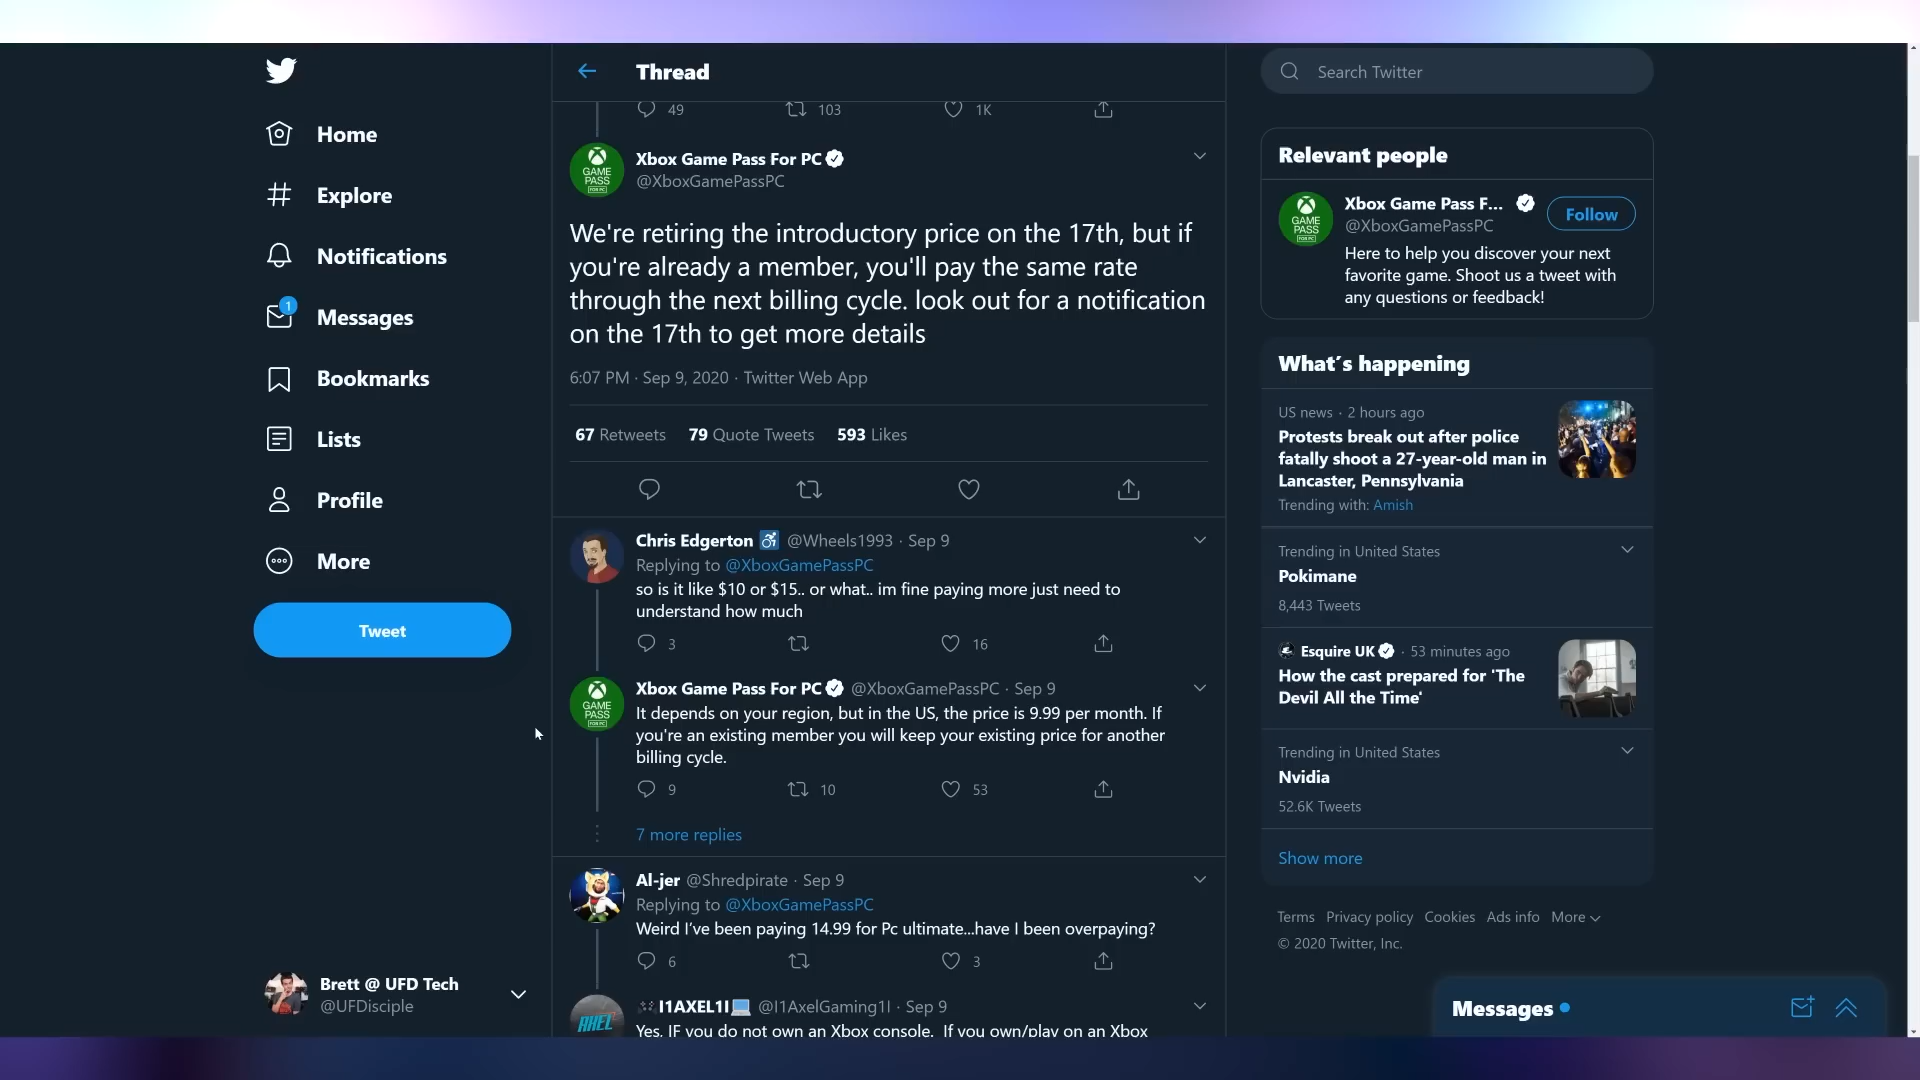 Home
Explore
Notifications
1
Messages
Bookmarks
Lists
Profile
More
Tweet
Brett @ UFD Tech
@UFDisciple
Thread
49 103 1K
GAME PASS FOR PC
Xbox Game Pass For PC
@XboxGamePassPC
We're retiring the introductory price on the 17th, but if
you're already a member, you'll pay the same rate
through the next billing cycle. look out for a notification
on the 17th to get more details
6:07 PM · Sep 9, 2020 · Twitter Web App
67 Retweets 79 Quote Tweets 593 Likes
Chris Edgerton ♿ @Wheels1993 · Sep 9
Replying to @XboxGamePassPC
so is it like $10 or $15.. or what.. im fine paying more just need to
understand how much
3 16
GAME PASS FOR PC
Xbox Game Pass For PC @XboxGamePassPC · Sep 9
It depends on your region, but in the US, the price is 9.99 per month. If
you're an existing member you will keep your existing price for another
billing cycle.
9 10 53
7 more replies
Al-jer @Shredpirate · Sep 9
Replying to @XboxGamePassPC
Weird I've been paying 14.99 for Pc ultimate...have I been overpaying?
6 3
AXEL
🎮I1AXEL1I💻 @I1AxelGaming1I · Sep 9
Yes, IF you do not own an Xbox console. If you own/play on an Xbox
Search Twitter
Relevant people
GAME PASS FOR PC
Xbox Game Pass F...
@XboxGamePassPC
Follow
Here to help you discover your next
favorite game. Shoot us a tweet with
any questions or feedback!
What's happening
US news · 2 hours ago
Protests break out after police
fatally shoot a 27-year-old man in
Lancaster, Pennsylvania
Trending with: Amish
Trending in United States
Pokimane
8,443 Tweets
Esquire UK · 53 minutes ago
How the cast prepared for 'The
Devil All the Time'
Trending in United States
Nvidia
52.6K Tweets
Show more
Terms Privacy policy Cookies Ads info More
© 2020 Twitter, Inc.
Messages